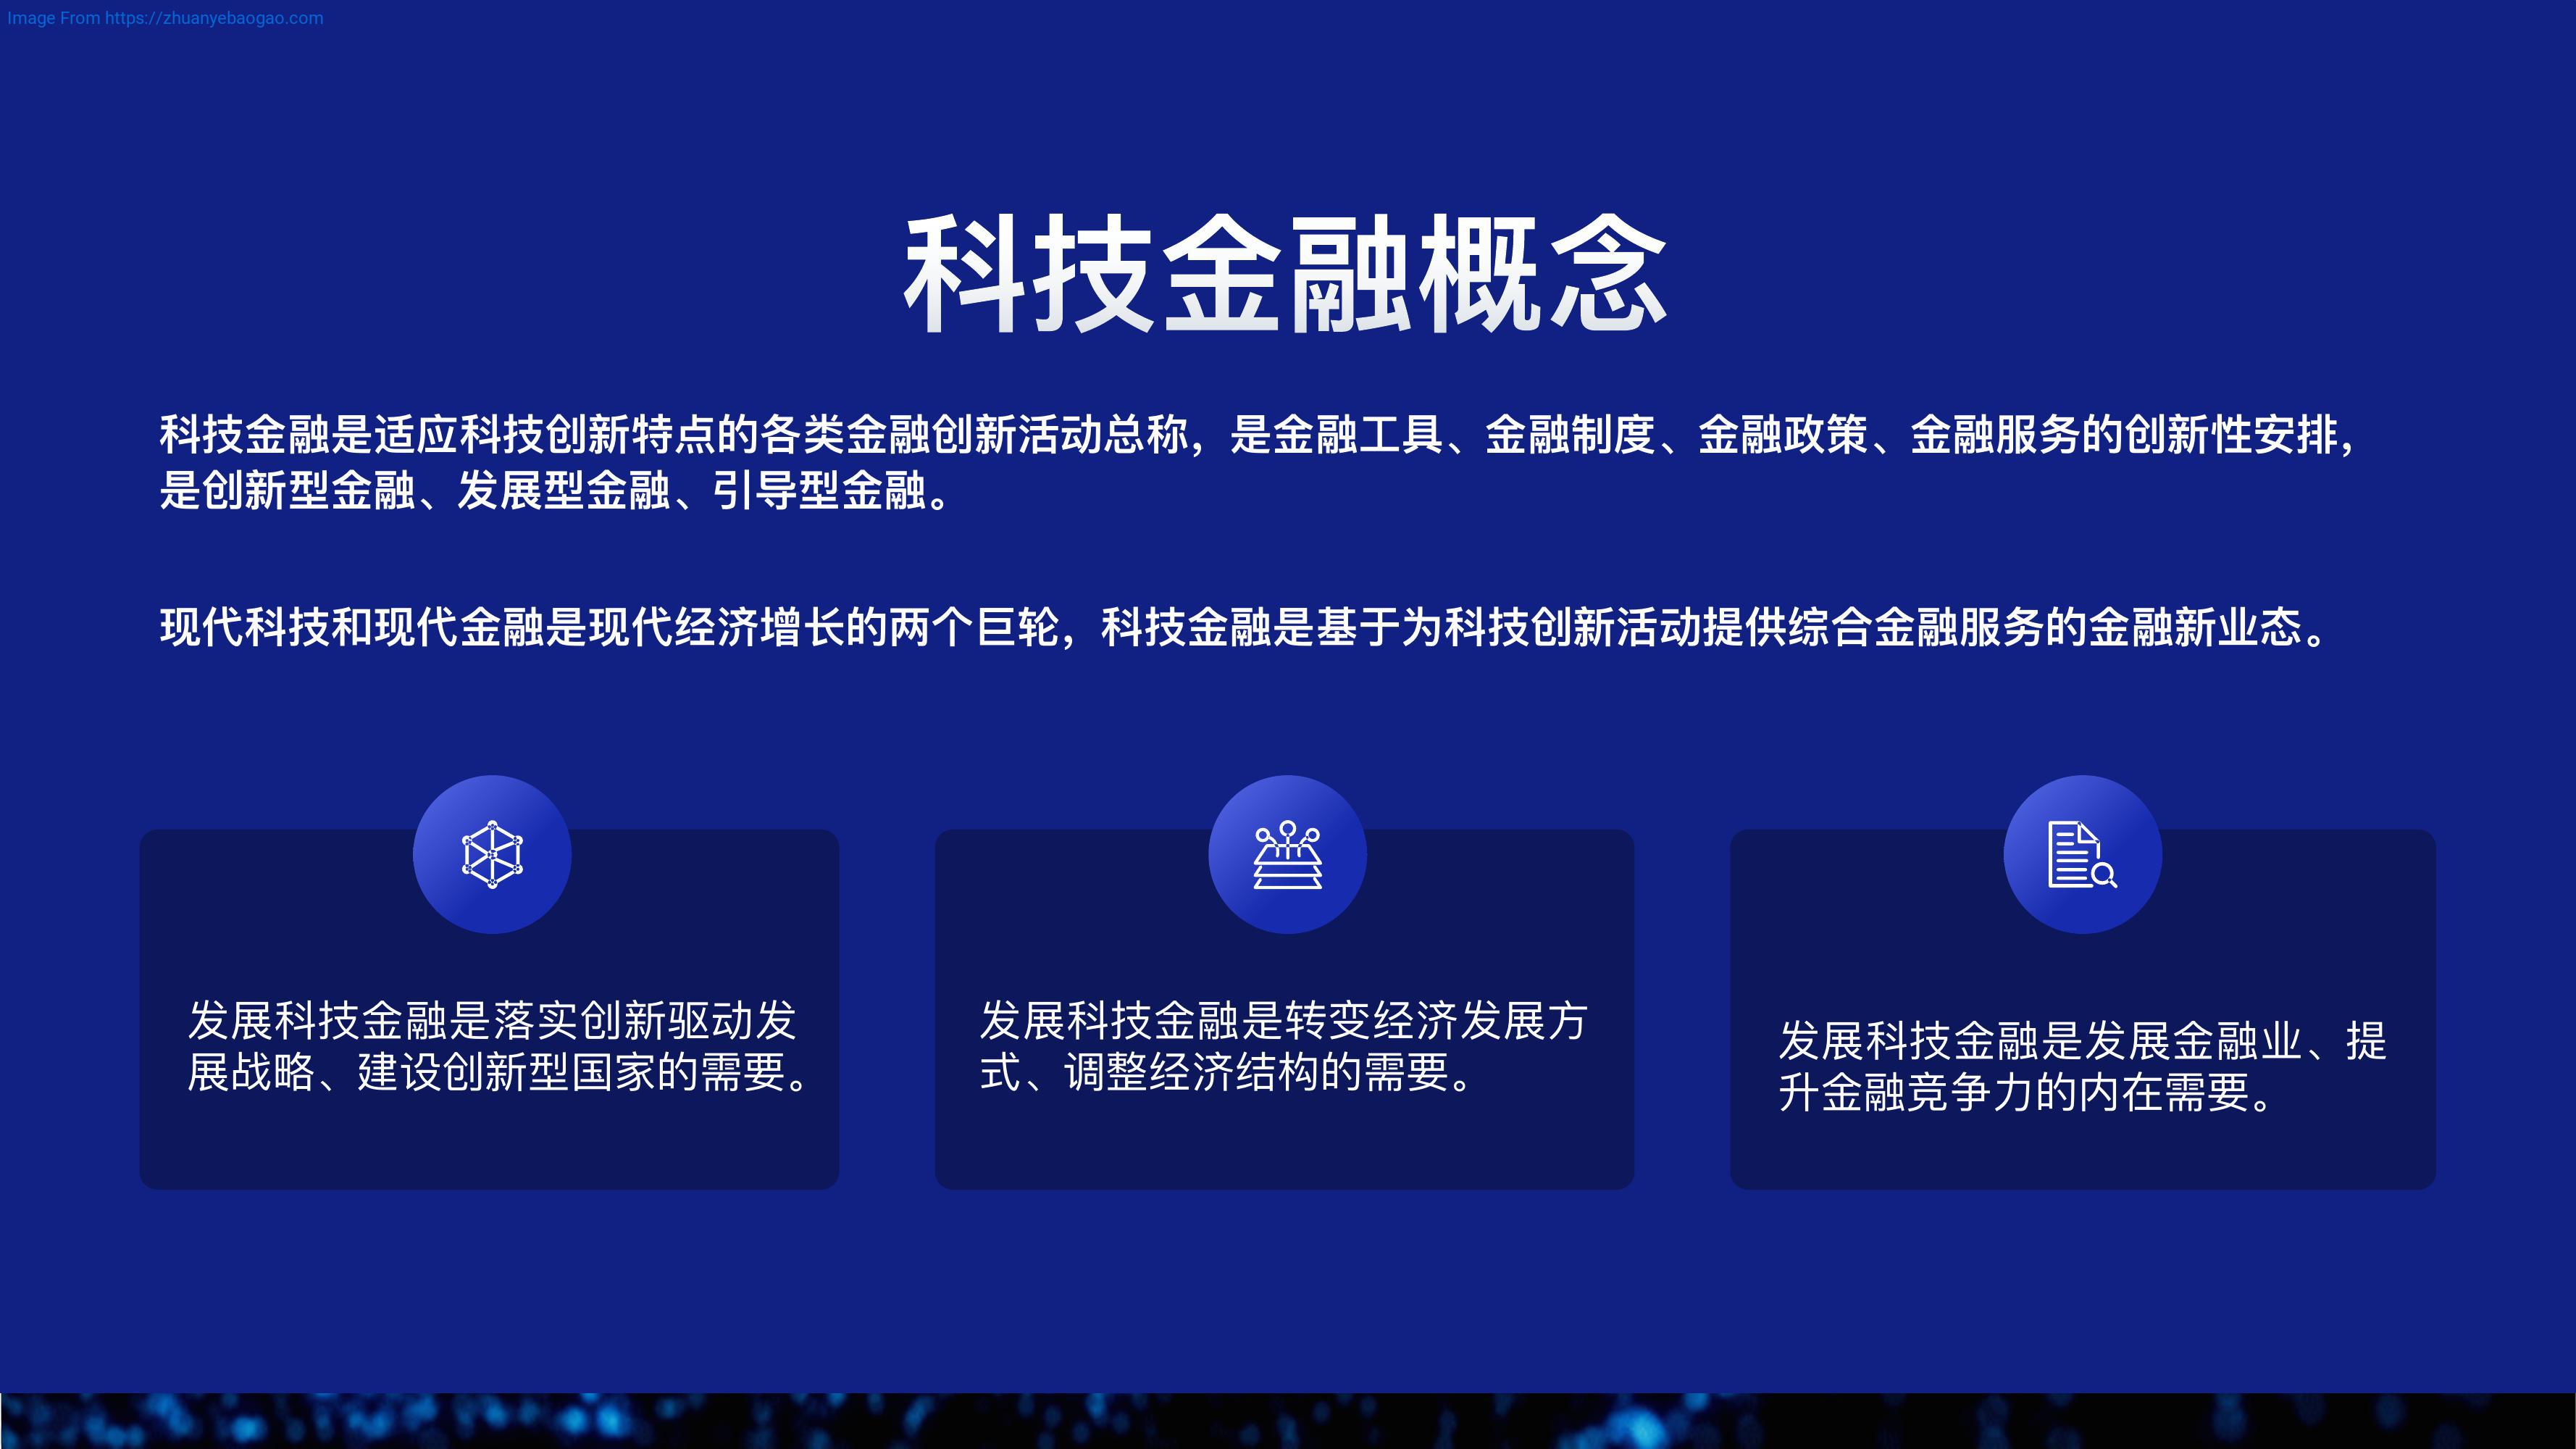 Image From https://zhuanyebaogao.com
科技金融概念
科技金融是适应科技创新特点的各类金融创新活动总称，是金融工具、金融制度、金融政策、金融服务的创新性安排，
是创新型金融、发展型金融、引导型金融。
现代科技和现代金融是现代经济增长的两个巨轮，科技金融是基于为科技创新活动提供综合金融服务的金融新业态。
发展科技金融是落实创新驱动发
展战略、建设创新型国家的需要。
发展科技金融是转变经济发展方
式、调整经济结构的需要。
发展科技金融是发展金融业、提
升金融竞争力的内在需要。